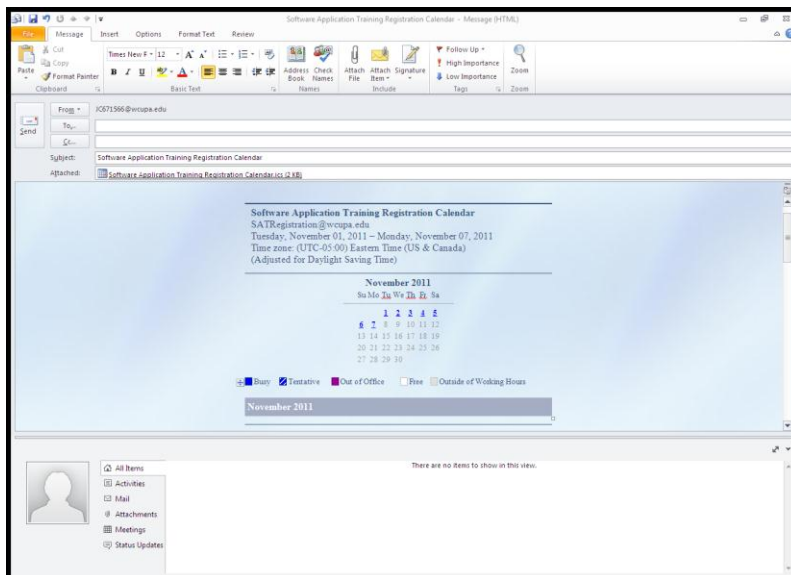 Software Application Training Registration Calendar - Message (HTML)
File Message Insert Options Format Text Review
Paste
Cut
Copy
Format Painter
Clipboard
Times New R 12
B I U
Basic Text
Address Book
Check Names
Names
Attach File
Attach Item
Signature
Include
Follow Up
High Importance
Low Importance
Tags
Zoom
Zoom
Send
From
To...
Cc...
Subject: Software Application Training Registration Calendar
Attached: Software Application Training Registration Calendar.ics (2 KB)
Software Application Training Registration Calendar
SATRegistration@wcupa.edu
Tuesday, November 01, 2011 – Monday, November 07, 2011
Time zone: (UTC-05:00) Eastern Time (US & Canada)
(Adjusted for Daylight Saving Time)
November 2011
Su Mo Tu We Th Fr Sa
1 2 3 4 5
6 7 8 9 10 11 12
13 14 15 16 17 18 19
20 21 22 23 24 25 26
27 28 29 30
Busy Tentative Out of Office Free Outside of Working Hours
November 2011
All Items
Activities
Mail
Attachments
Meetings
Status Updates
There are no items to show in this view.